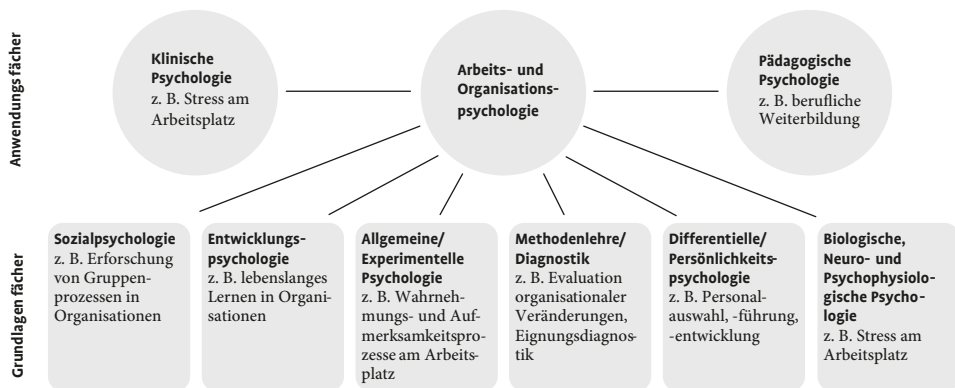 Anwendungsfächer
Klinische
Psychologie
z. B. Stress am
Arbeitsplatz
Arbeits- und
Organisations-
psychologie
Pädagogische
Psychologie
z. B. berufliche
Weiterbildung
Grundlagen fächer
Sozialpsychologie
z. B. Erforschung
von Gruppen-
prozessen in
Organisationen
Entwicklungs-
psychologie
z. B. lebenslanges
Lernen in Organi-
sationen
Allgemeine/
Experimentelle
Psychologie
z. B. Wahrneh-
mungs- und Auf-
merksamkeitspro-
zesse am Arbeits-
platz
Methodenlehre/
Diagnostik
z. B. Evaluation
organisationaler
Veränderungen,
Eignungsdiagnos-
tik
Differentielle/
Persönlichkeits-
psychologie
z. B. Personal-
auswahl, -führung,
-entwicklung
Biologische,
Neuro- und
Psychophysiolo-
gische Psycho-
logie
z. B. Stress am
Arbeitsplatz